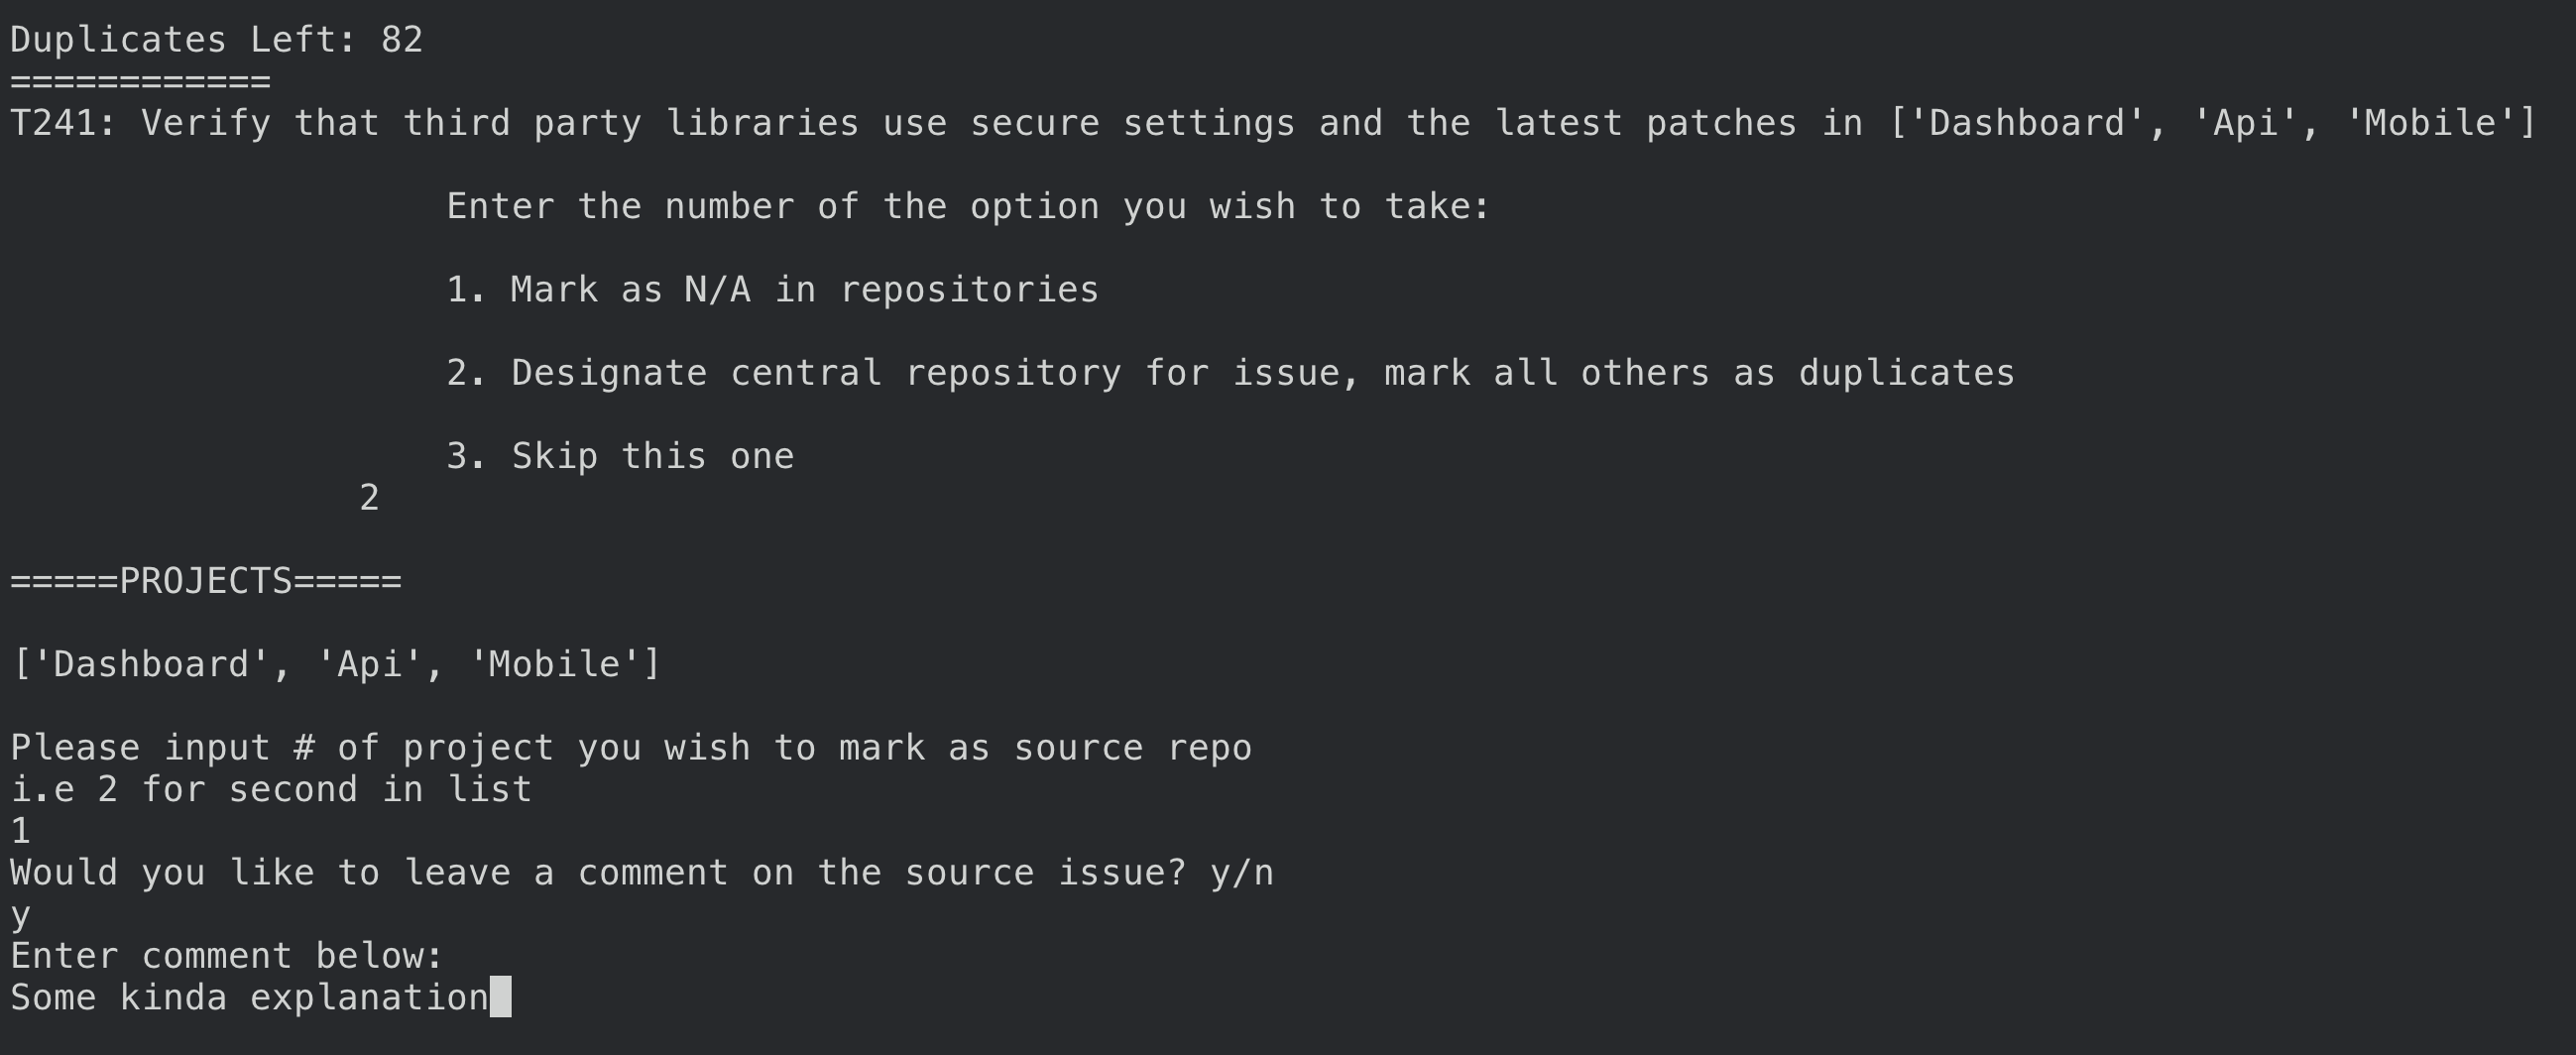 Duplicates Left: 82
============
T241: Verify that third party libraries use secure settings and the latest patches in ['Dashboard', 'Api', 'Mobile']
Enter the number of the option you wish to take:
1. Mark as N/A in repositories
2. Designate central repository for issue, mark all others as duplicates
3. Skip this one
2
=====PROJECTS=====
['Dashboard', 'Api', 'Mobile']
Please input # of project you wish to mark as source repo
i.e 2 for second in list
1
Would you like to leave a comment on the source issue? y/n
y
Enter comment below:
Some kinda explanation